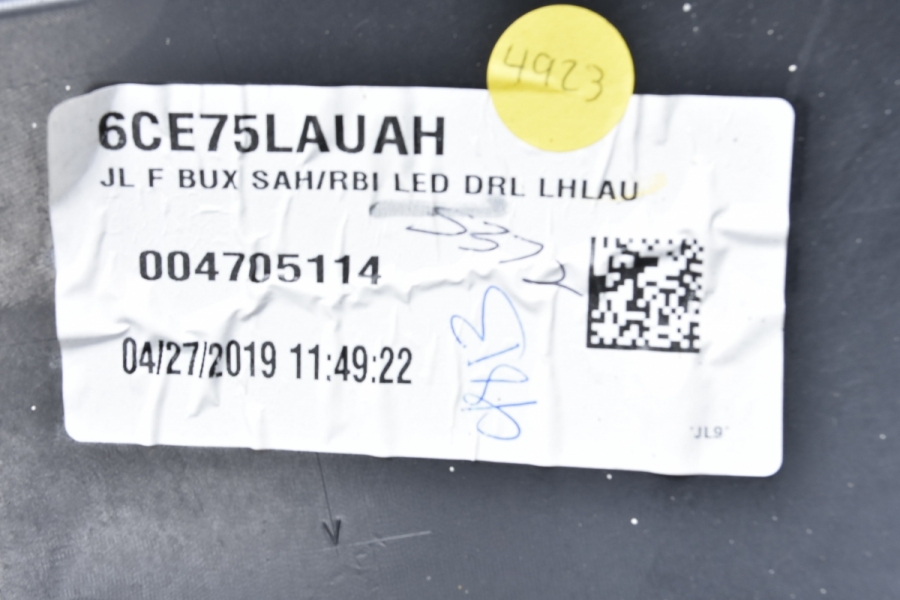 4923
6CE75LAUAH
JL F BUX SAH/RBI LED DRL LHLAU
004705114
04/27/2019 11:49:22
"JL9"